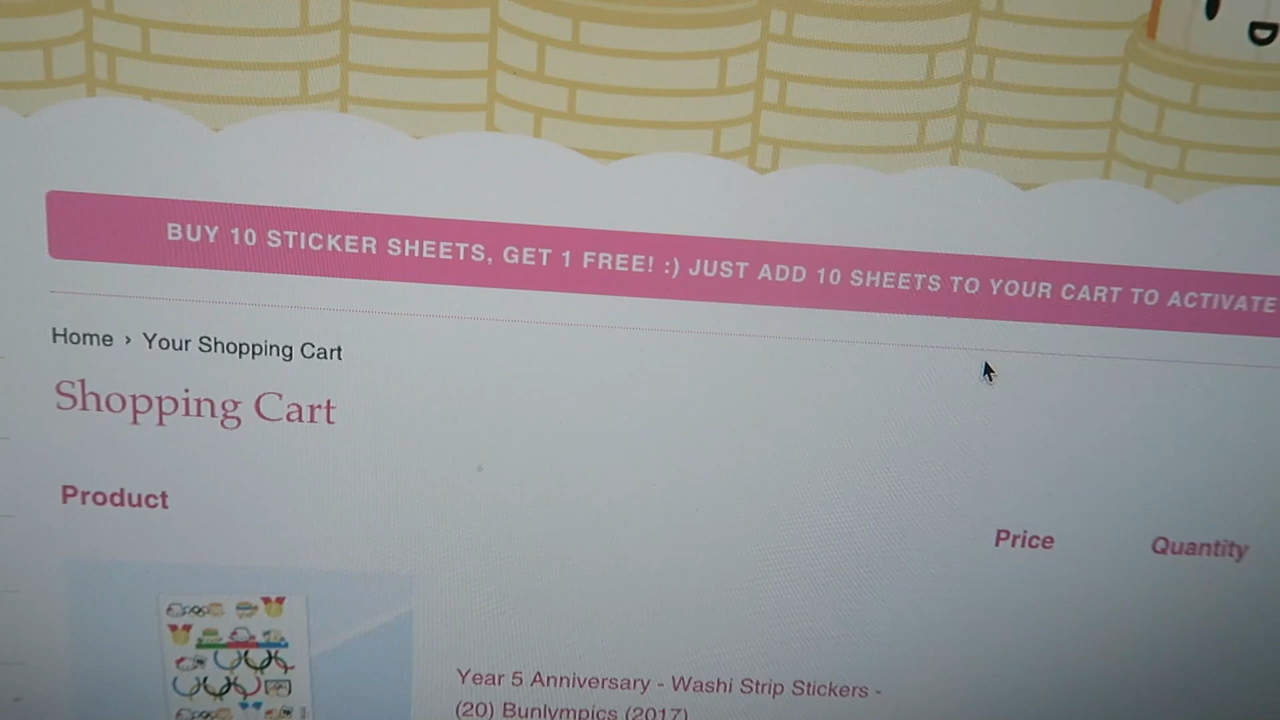 BUY 10 STICKER SHEETS, GET 1 FREE! :) JUST ADD 10 SHEETS TO YOUR CART TO ACTIVATE
Home › Your Shopping Cart
Shopping Cart
Product
Price
Quantity
Year 5 Anniversary - Washi Strip Stickers -
(20) Bunlympics (2017)